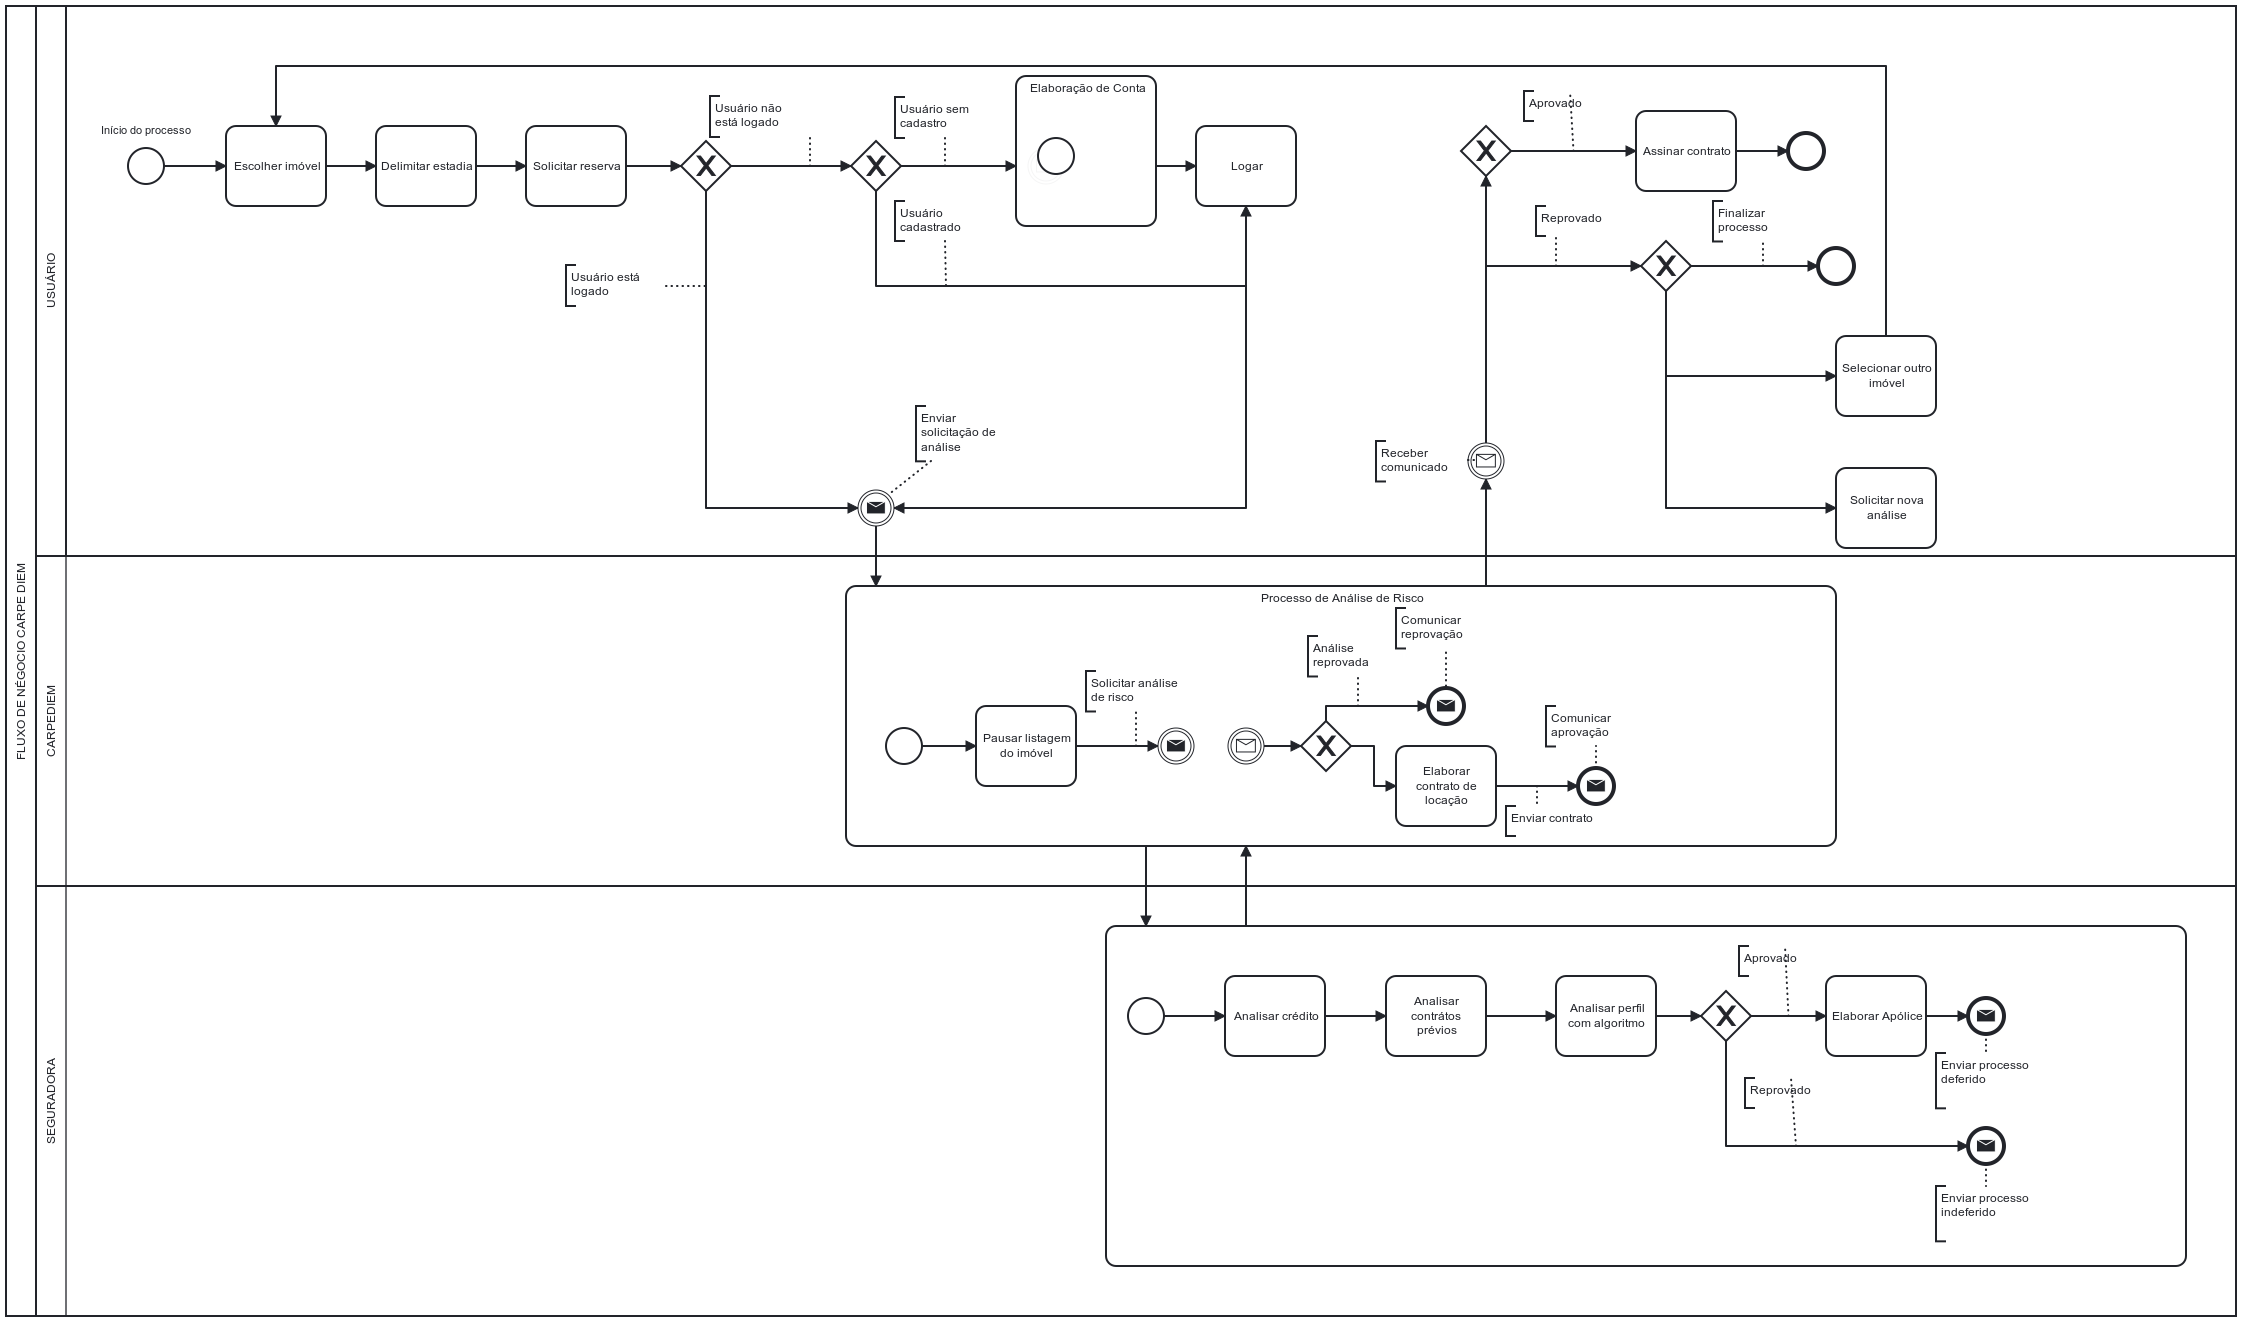 FLUXO DE NÉGOCIO CARPE DIEM
USUÁRIO
Início do processo
Escolher imóvel
Delimitar estadia
Solicitar reserva
Usuário não
está logado
Usuário está
logado
Usuário sem
cadastro
Usuário
cadastrado
Elaboração de Conta
Logar
Enviar
solicitação de
análise
Receber
comunicado
Aprovado
Assinar contrato
Reprovado
Finalizar
processo
Selecionar outro
imóvel
Solicitar nova
análise
CARPEDIEM
Processo de Análise de Risco
Pausar listagem
do imóvel
Solicitar análise
de risco
Análise
reprovada
Comunicar
reprovação
Elaborar
contrato de
locação
Enviar contrato
Comunicar
aprovação
SEGURADORA
Analisar crédito
Analisar
contrátos
prévios
Analisar perfil
com algoritmo
Aprovado
Elaborar Apólice
Enviar processo
deferido
Reprovado
Enviar processo
indeferido